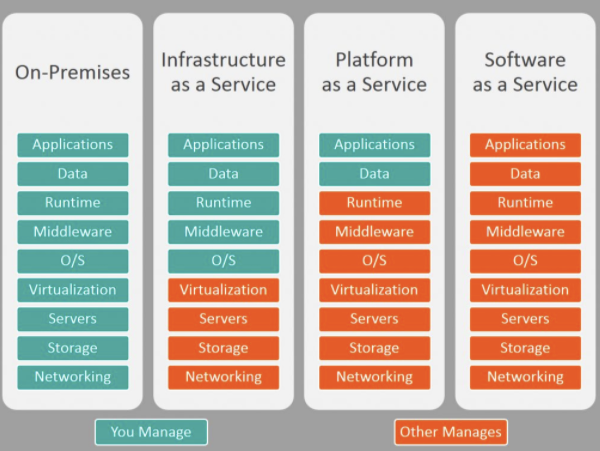 On-Premises
Applications
Data
Runtime
Middleware
O/S
Virtualization
Servers
Storage
Networking
Infrastructure
as a Service
Applications
Data
Runtime
Middleware
O/S
Virtualization
Servers
Storage
Networking
Platform
as a Service
Applications
Data
Runtime
Middleware
O/S
Virtualization
Servers
Storage
Networking
Software
as a Service
Applications
Data
Runtime
Middleware
O/S
Virtualization
Servers
Storage
Networking
You Manage
Other Manages